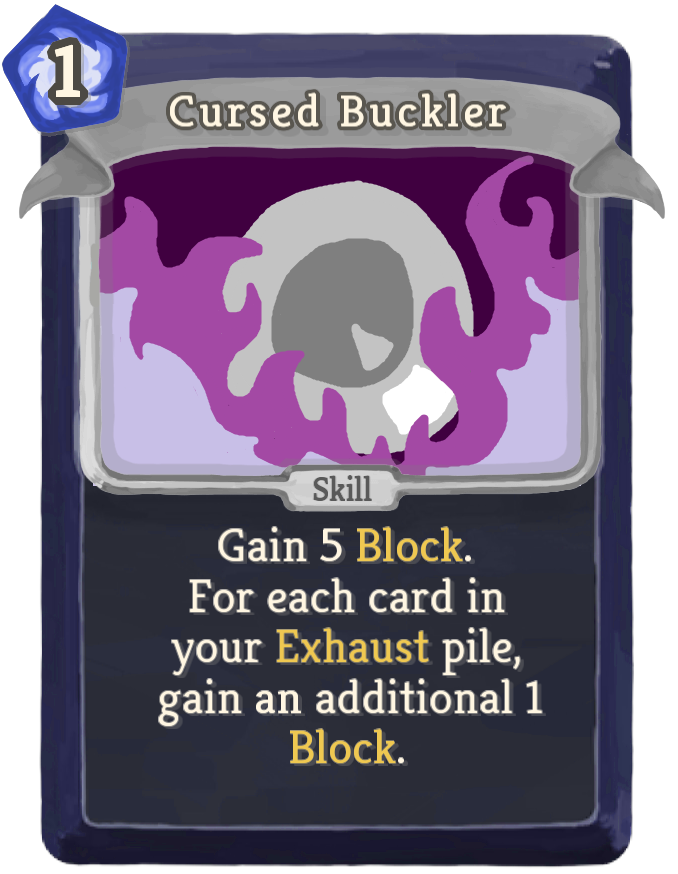 1
Cursed Buckler
Skill
Gain 5 Block.
For each card in
your Exhaust pile,
gain an additional 1
Block.